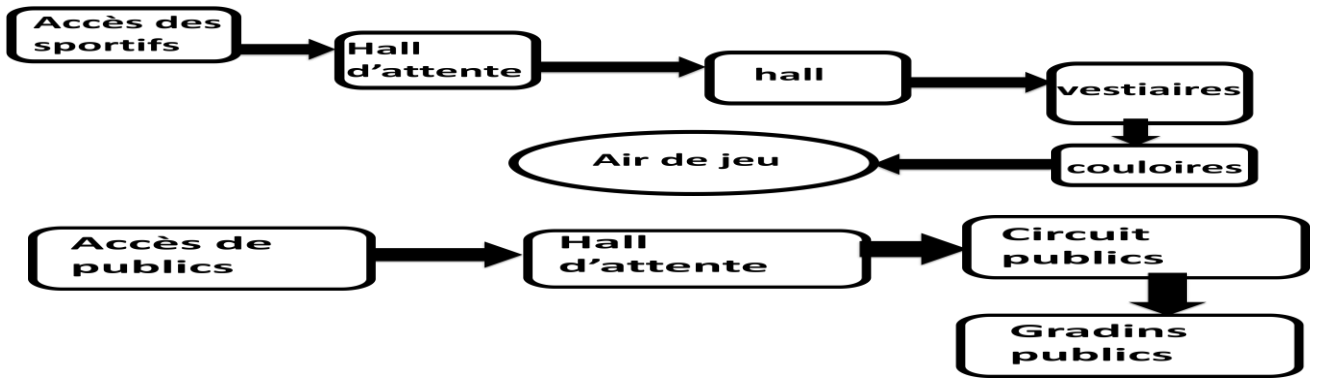 Accès des
sportifs
Hall
d'attente
hall
vestiaires
couloires
Air de jeu
Accès de
publics
Hall
d'attente
Circuit
publics
Gradins
publics